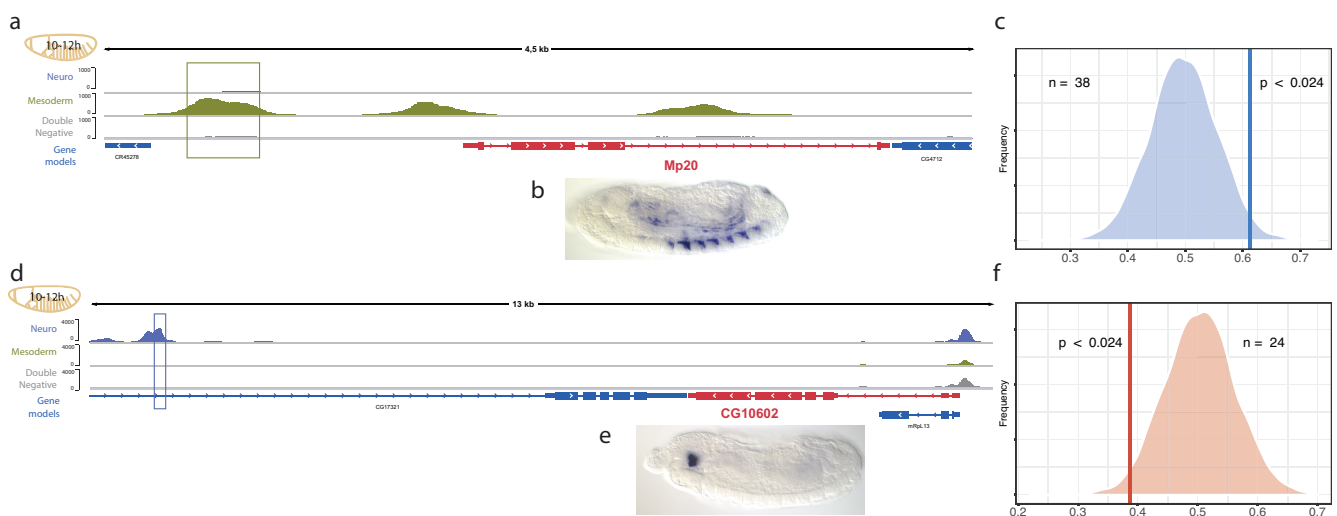 a
10-12h
4,5 kb
Neuro
1000
0
Mesoderm
1000
0
Double
Negative
1000
0
Gene
models
CR45278
Mp20
CG4712
b
c
n = 38
p < 0.024
Frequency
0.3 0.4 0.5 0.6 0.7
d
10-12h
13 kb
Neuro
4000
0
Mesoderm
4000
0
Double
Negative
4000
0
Gene
models
CG17321
CG10602
mRpL13
e
f
p < 0.024
n = 24
Frequency
0.2 0.3 0.4 0.5 0.6 0.7